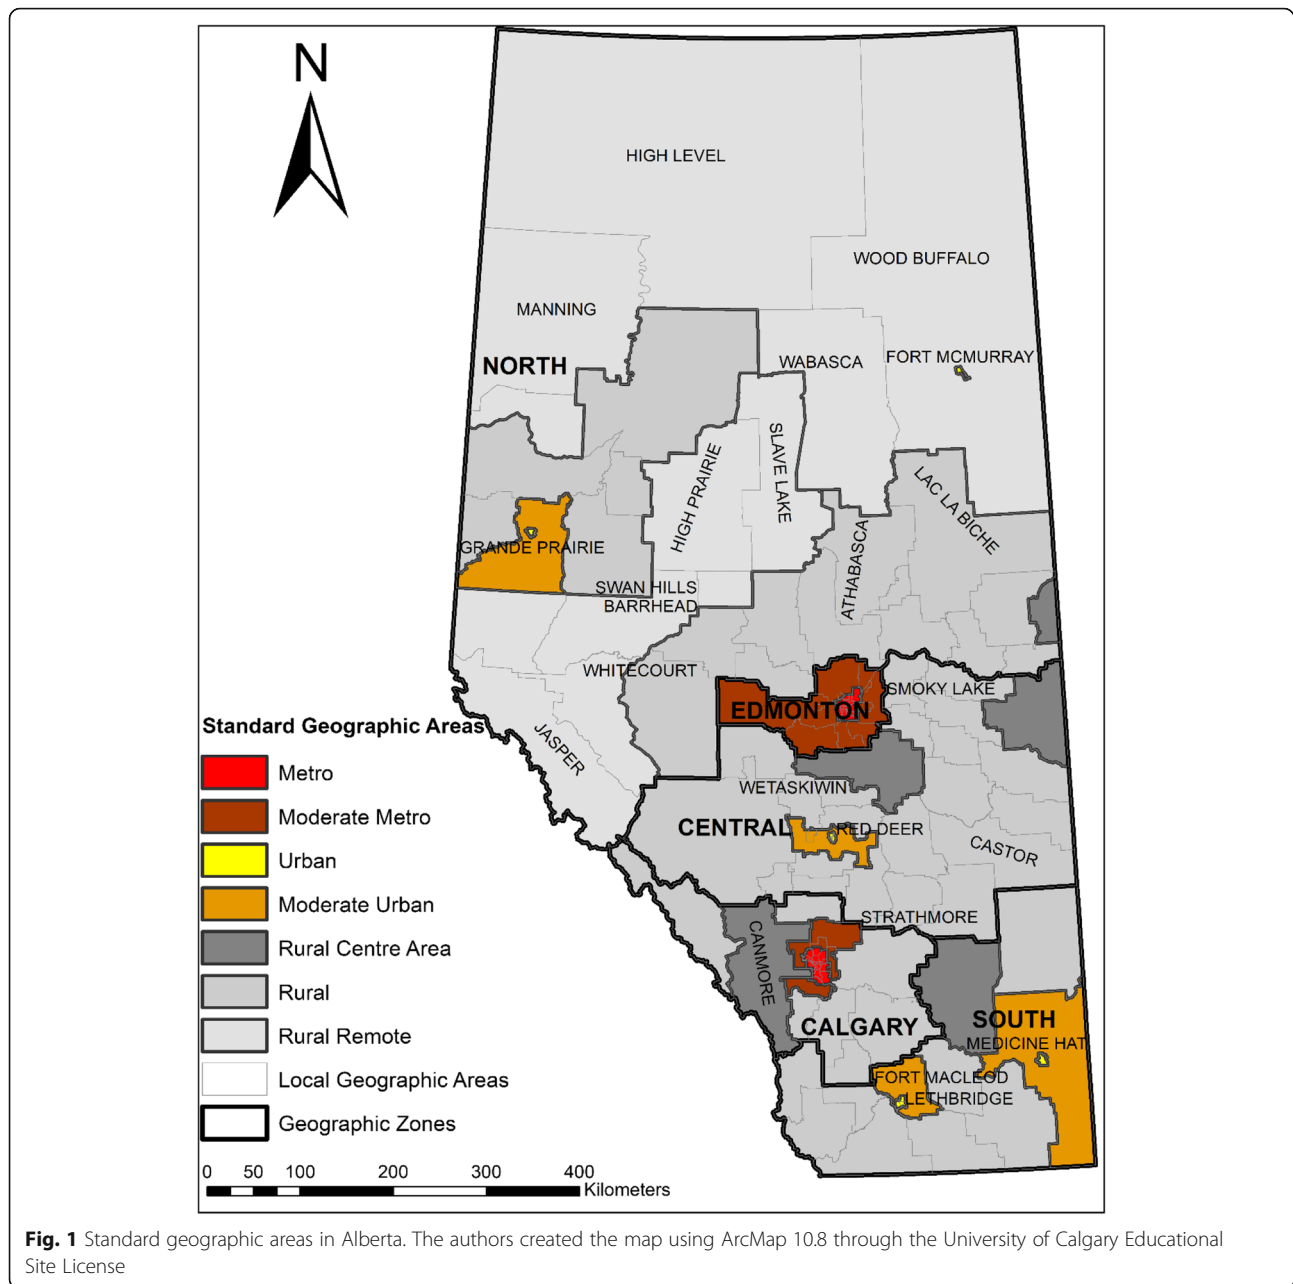 N
HIGH LEVEL
WOOD BUFFALO
MANNING
NORTH
WABASCA
FORT MCMURRAY
SLAVE LAKE
HIGH PRAIRIE
LAC LA BICHE
GRANDE PRAIRIE
ATHABASCA
SWAN HILLS
BARRHEAD
WHITECOURT
SMOKY LAKE
EDMONTON
JASPER
WETASKIWIN
CENTRAL
RED DEER
CASTOR
STRATHMORE
CANMORE
CALGARY
SOUTH
MEDICINE HAT
FORT MACLEOD
LETHBRIDGE
Standard Geographic Areas
Metro
Moderate Metro
Urban
Moderate Urban
Rural Centre Area
Rural
Rural Remote
Local Geographic Areas
Geographic Zones
0 50 100 200 300 400
Kilometers
Fig. 1 Standard geographic areas in Alberta. The authors created the map using ArcMap 10.8 through the University of Calgary Educational
Site License